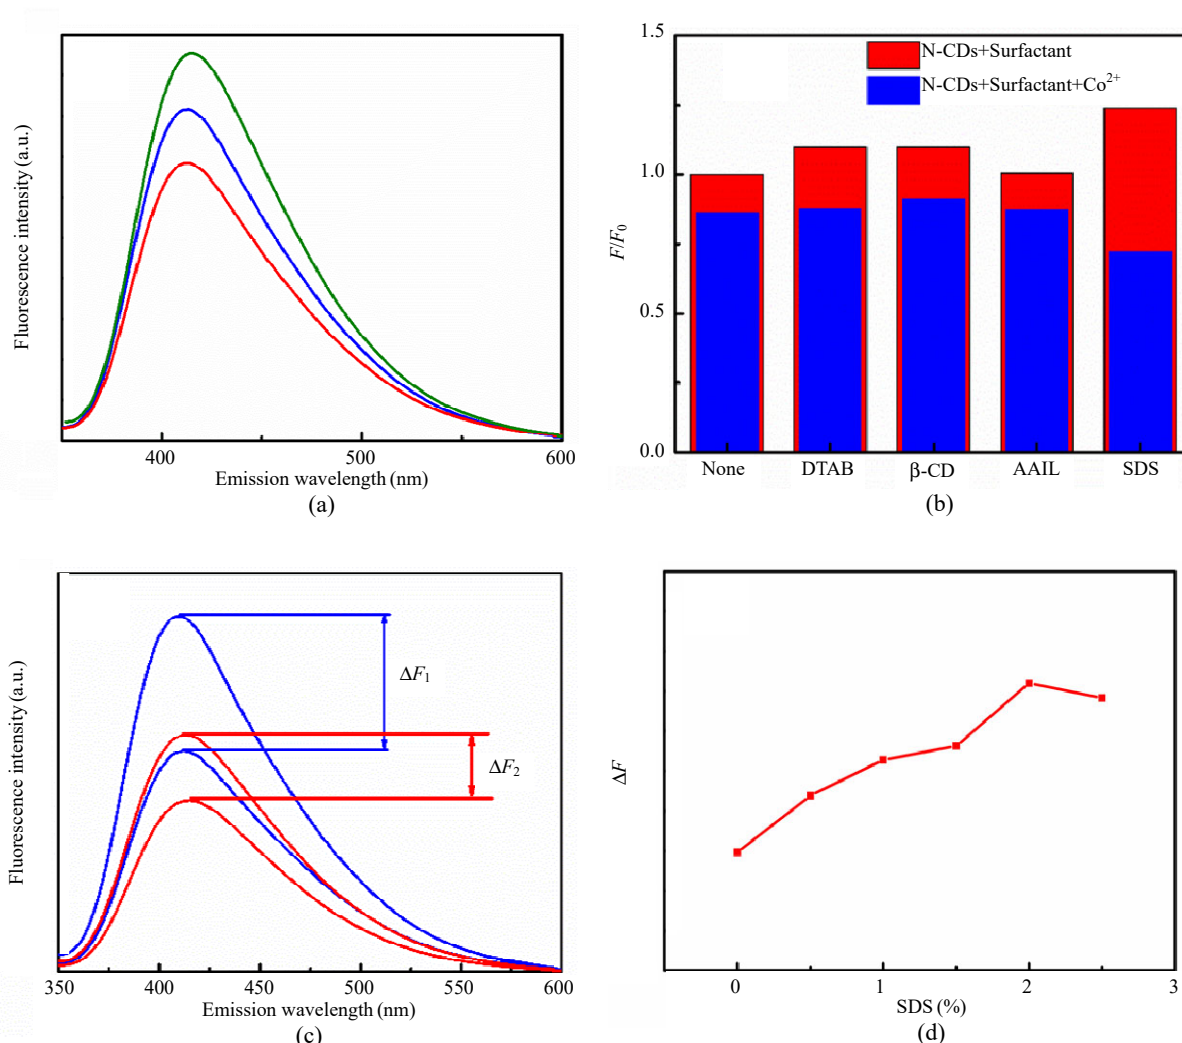 Fluorescence intensity (a.u.)
400
500
600
Emission wavelength (nm)
(a)
1.5
1.0
0.5
0.0
F/F0
N-CDs+Surfactant
N-CDs+Surfactant+Co2+
None
DTAB
β-CD
AAIL
SDS
(b)
Fluorescence intensity (a.u.)
ΔF1
ΔF2
350
400
450
500
550
600
Emission wavelength (nm)
(c)
ΔF
0
1
2
3
SDS (%)
(d)